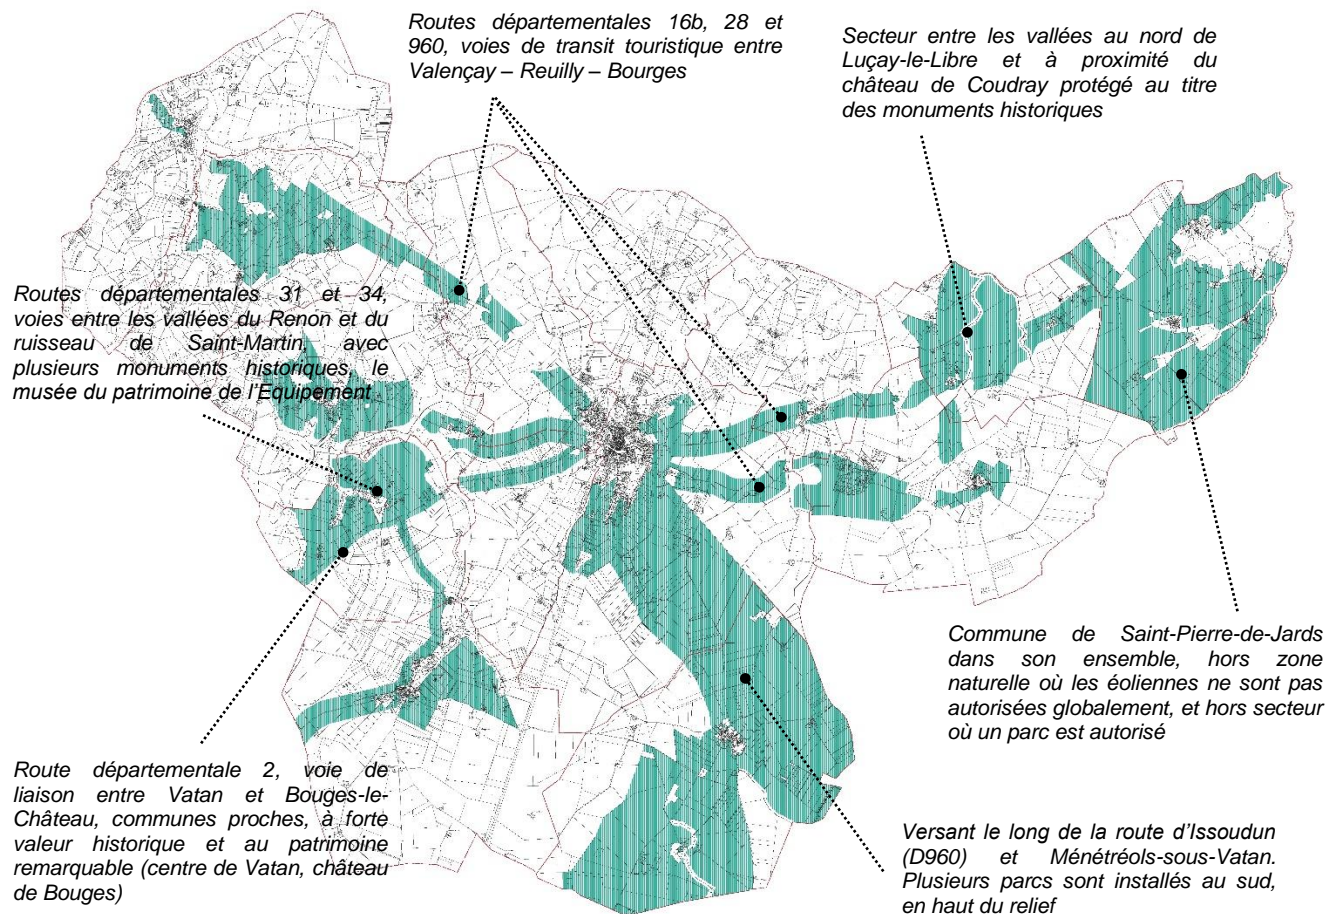 Routes départementales 16b, 28 et
960, voies de transit touristique entre
Valençay – Reuilly – Bourges
Secteur entre les vallées au nord de
Luçay-le-Libre et à proximité du
château de Coudray protégé au titre
des monuments historiques
Routes départementales 31 et 34,
voies entre les vallées du Renon et du
ruisseau de Saint-Martin, avec
plusieurs monuments historiques, le
musée du patrimoine de l'Equipement
Commune de Saint-Pierre-de-Jards
dans son ensemble, hors zone
naturelle où les éoliennes ne sont pas
autorisées globalement, et hors secteur
où un parc est autorisé
Route départementale 2, voie de
liaison entre Vatan et Bouges-le-
Château, communes proches, à forte
valeur historique et au patrimoine
remarquable (centre de Vatan, château
de Bouges)
Versant le long de la route d'Issoudun
(D960) et Ménétréols-sous-Vatan.
Plusieurs parcs sont installés au sud,
en haut du relief